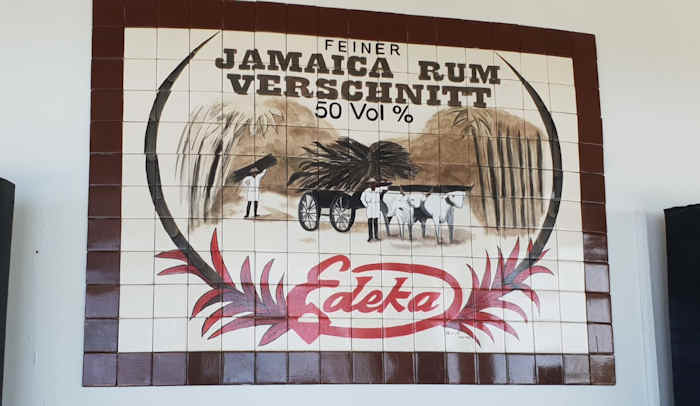 FEINER
JAMAICA RUM
VERSCHNITT
50 Vol %
Edeka